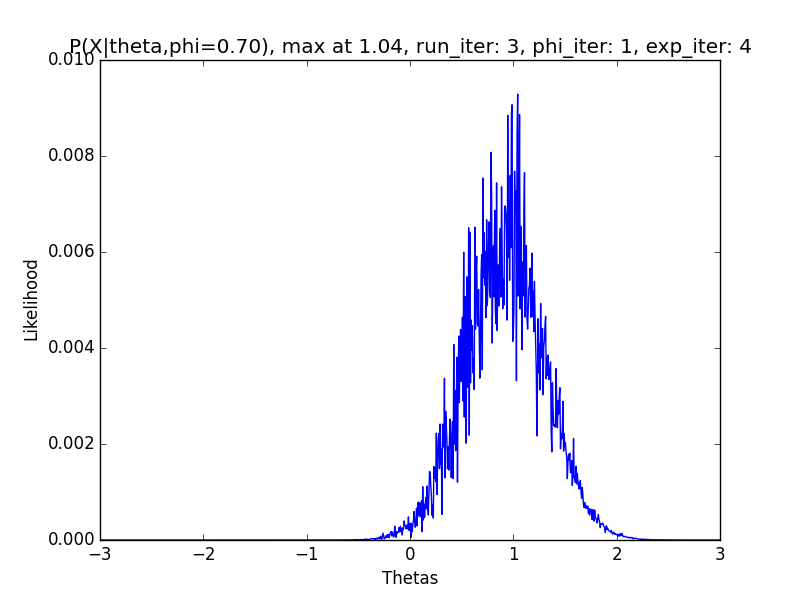 P(X|theta,phi=0.70), max at 1.04, run_iter: 3, phi_iter: 1, exp_iter: 4
0.010
0.008
0.006
0.004
0.002
0.000
Likelihood
−3 −2 −1 0 1 2 3
Thetas